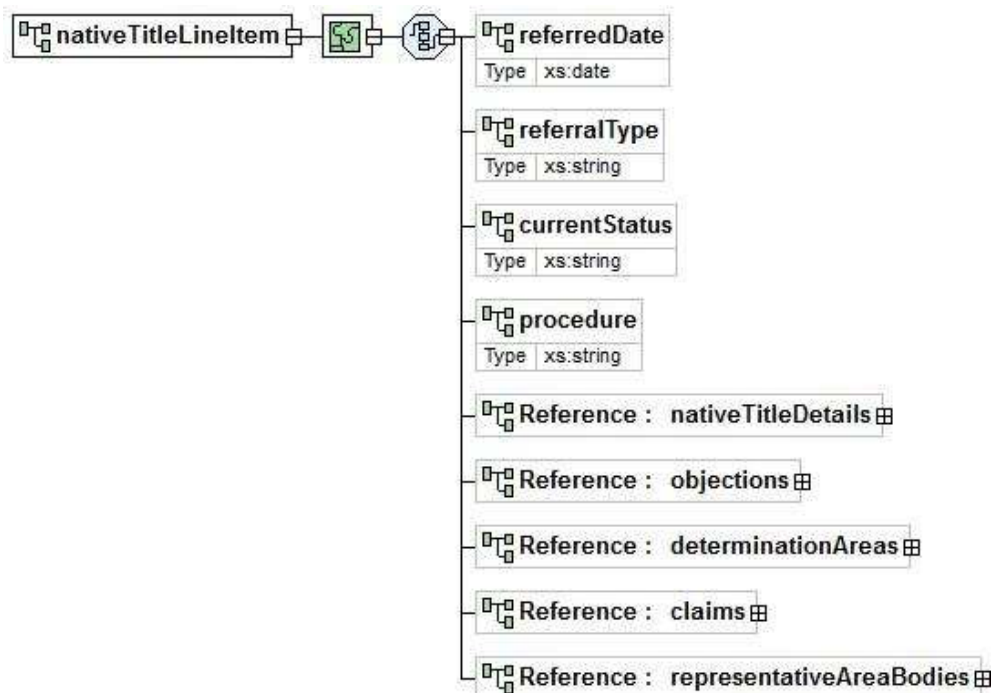 nativeTitleLineItem
referredDate
Type xs:date
referralType
Type xs:string
currentStatus
Type xs:string
procedure
Type xs:string
Reference : nativeTitleDetails
Reference : objections
Reference : determinationAreas
Reference : claims
Reference : representativeAreaBodies